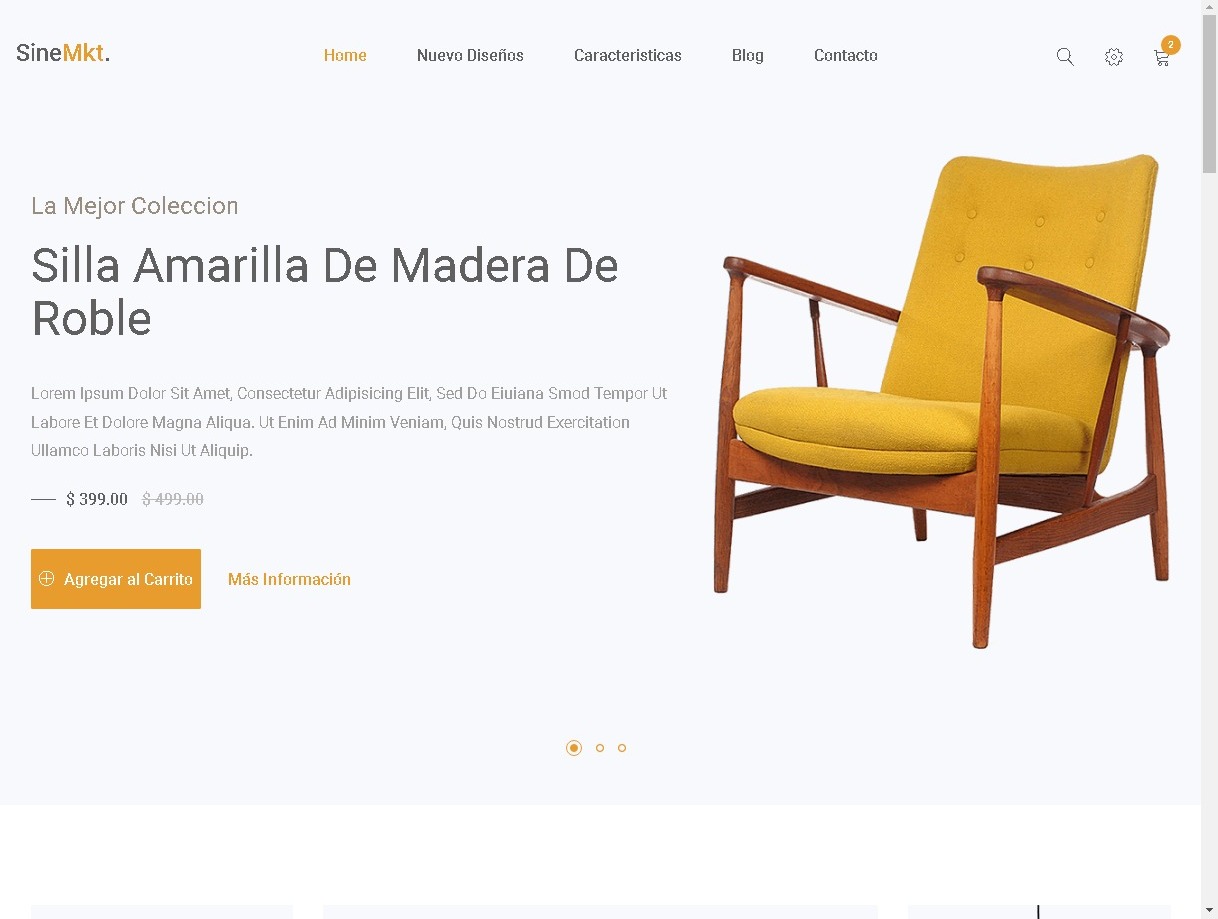 SineMkt.
Home
Nuevo Diseños
Caracteristicas
Blog
Contacto
2
La Mejor Coleccion
Silla Amarilla De Madera De
Roble
Lorem Ipsum Dolor Sit Amet, Consectetur Adipisicing Elit, Sed Do Eiuiana Smod Tempor Ut
Labore Et Dolore Magna Aliqua. Ut Enim Ad Minim Veniam, Quis Nostrud Exercitation
Ullamco Laboris Nisi Ut Aliquip.
$ 399.00 $ 499.00
Agregar al Carrito
Más Información